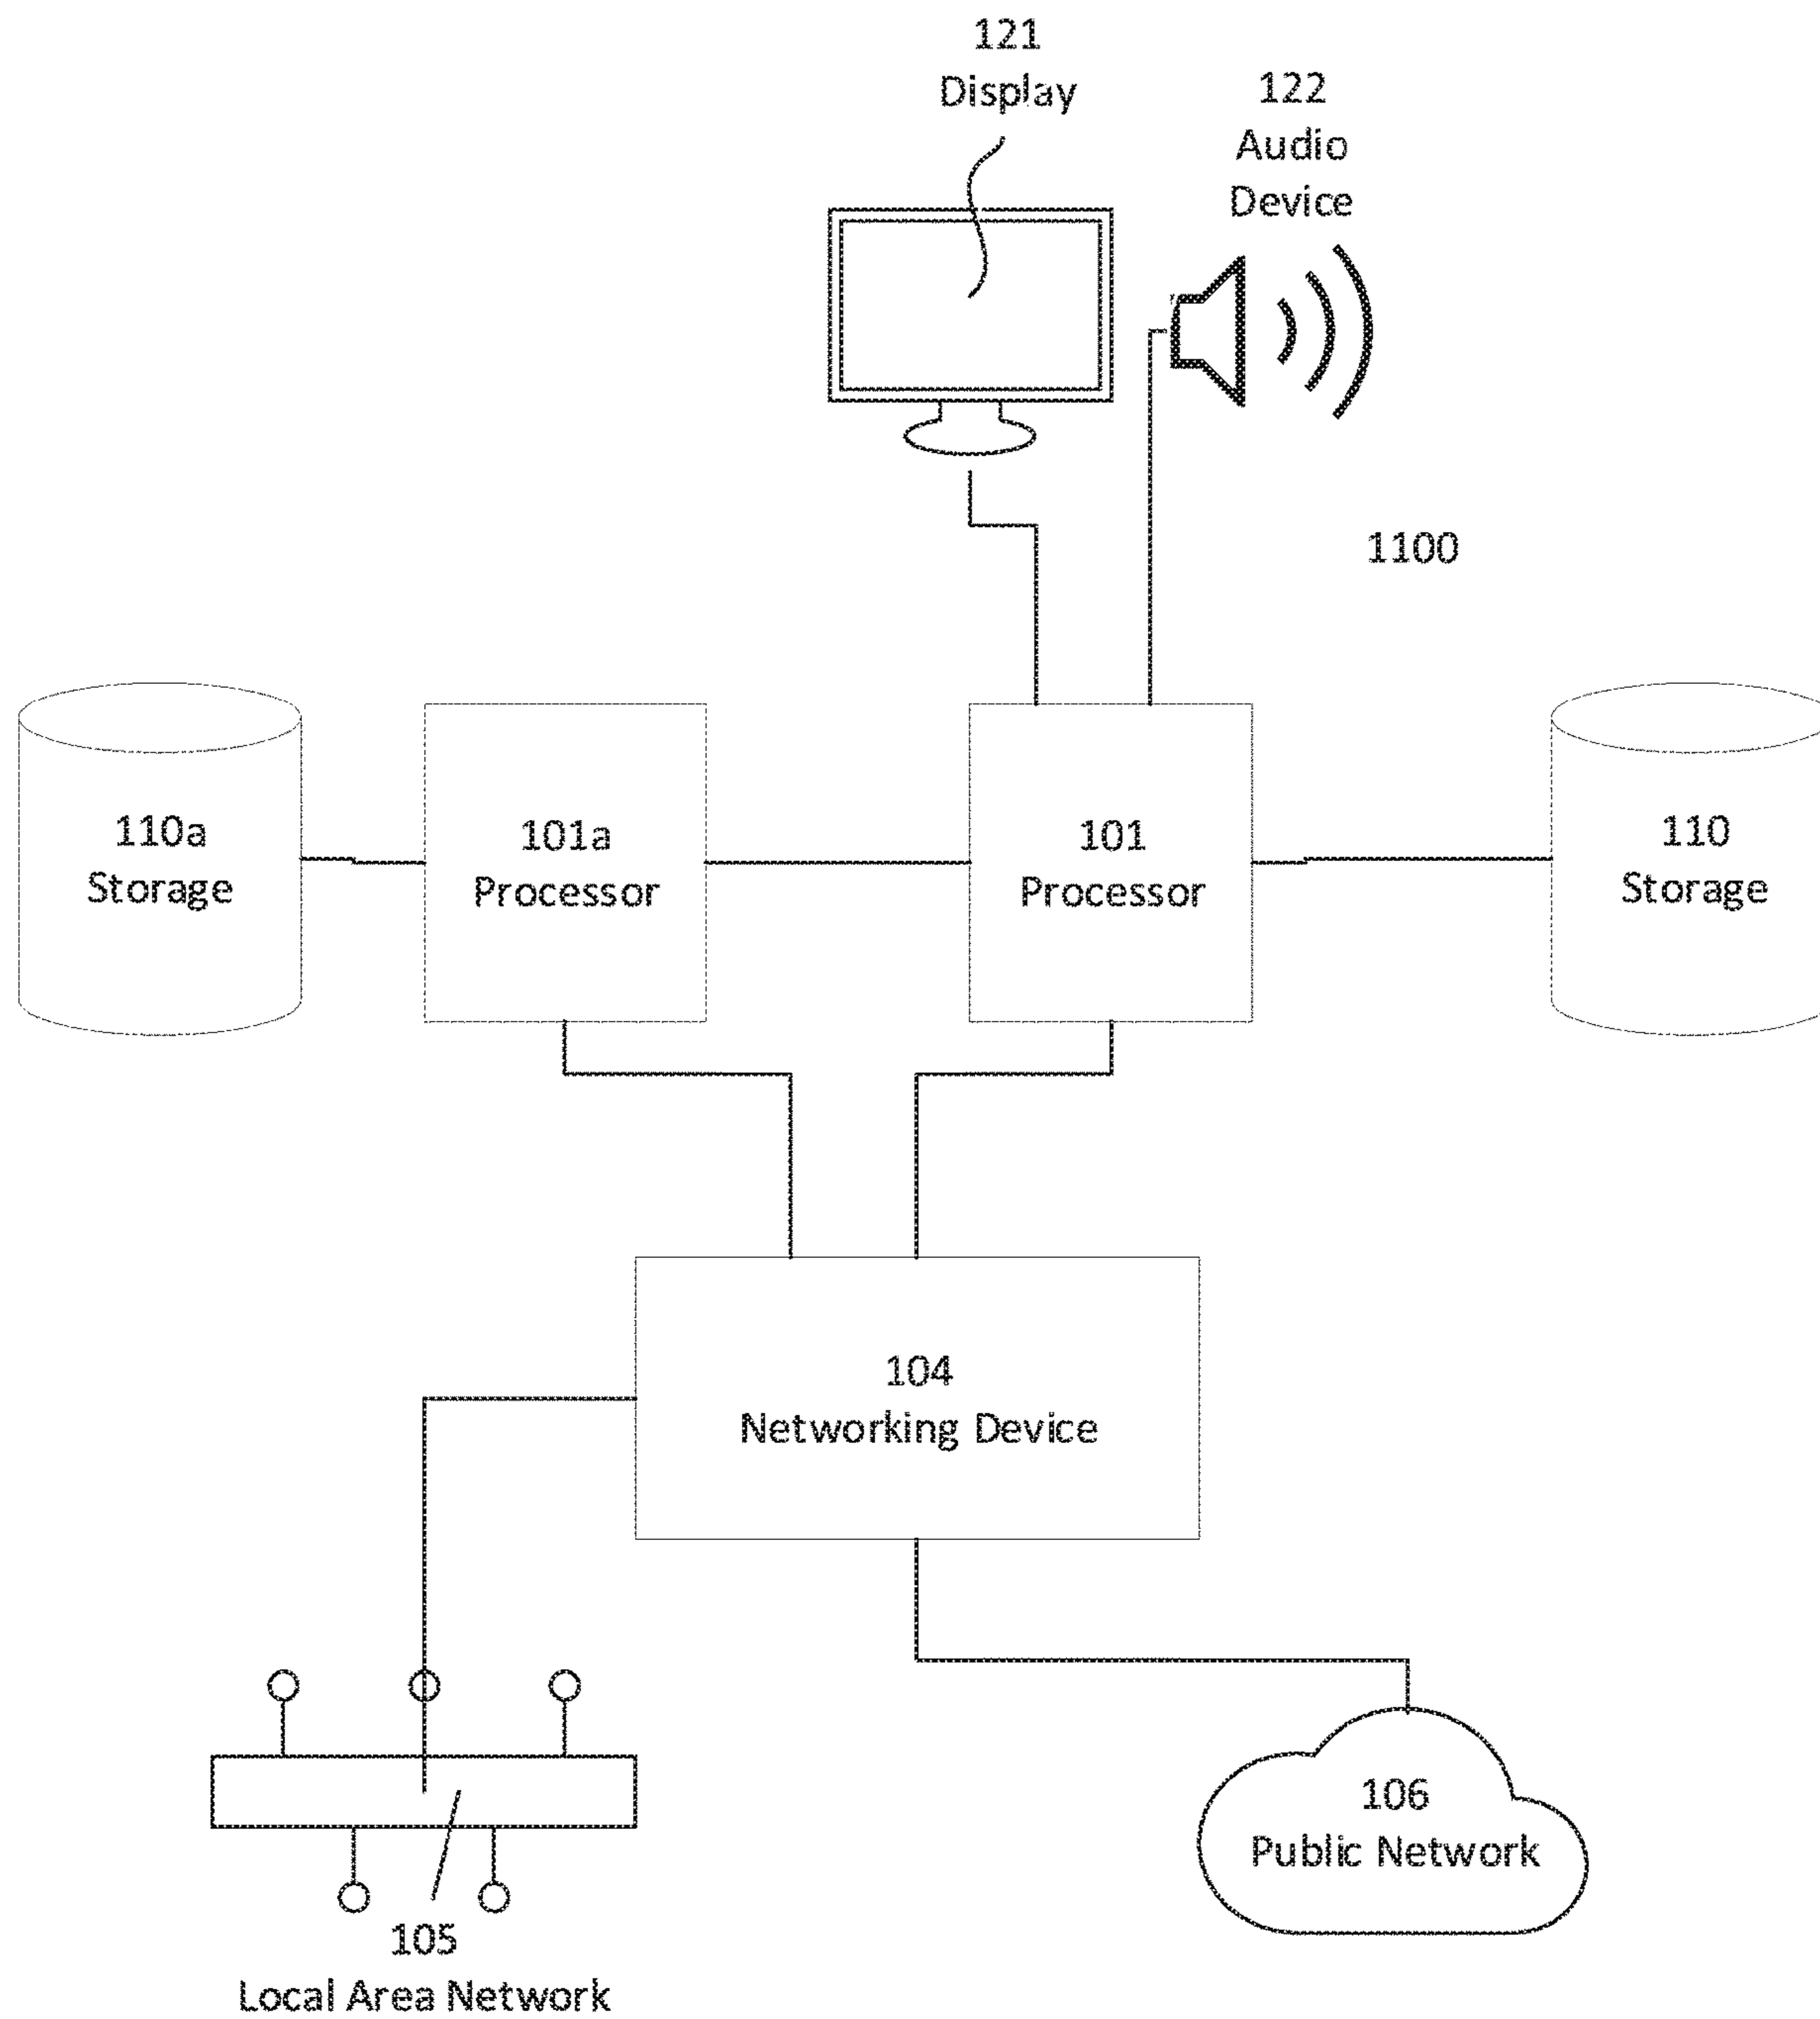 121
Display
122
Audio
Device
1100
110a
Storage
101a
Processor
101
Processor
110
Storage
104
Networking Device
106
Public Network
105
Local Area Network